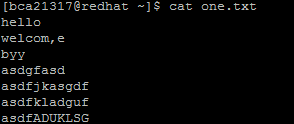 [bca21317@redhat ~]$ cat one.txt
hello
welcom,e
byy
asdgfasd
asdfjkasgdf
asdfkladguf
asdfADUKLSG